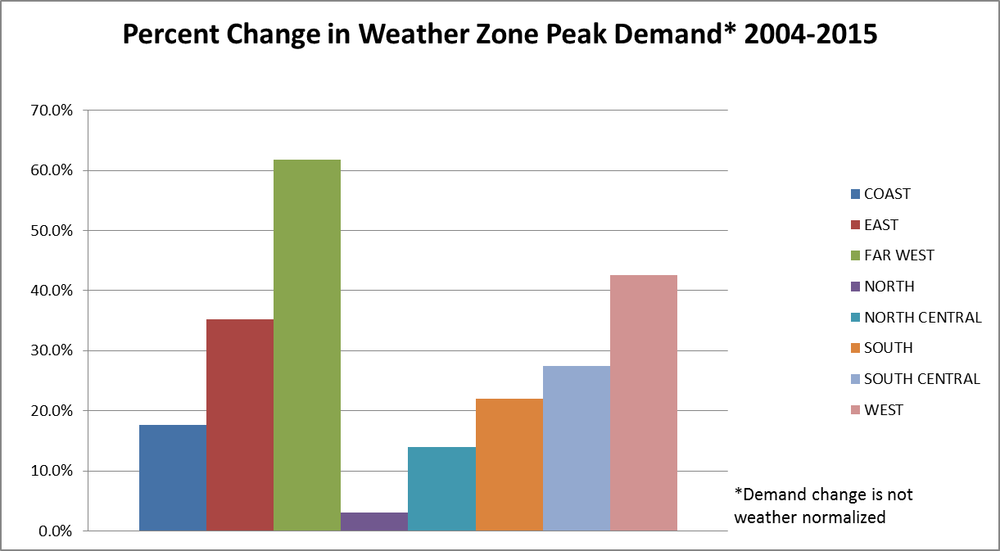 Percent Change in Weather Zone Peak Demand* 2004-2015
70.0%
60.0%
50.0%
40.0%
30.0%
20.0%
10.0%
0.0%
COAST
EAST
FAR WEST
NORTH
NORTH CENTRAL
SOUTH
SOUTH CENTRAL
WEST
*Demand change is not
weather normalized